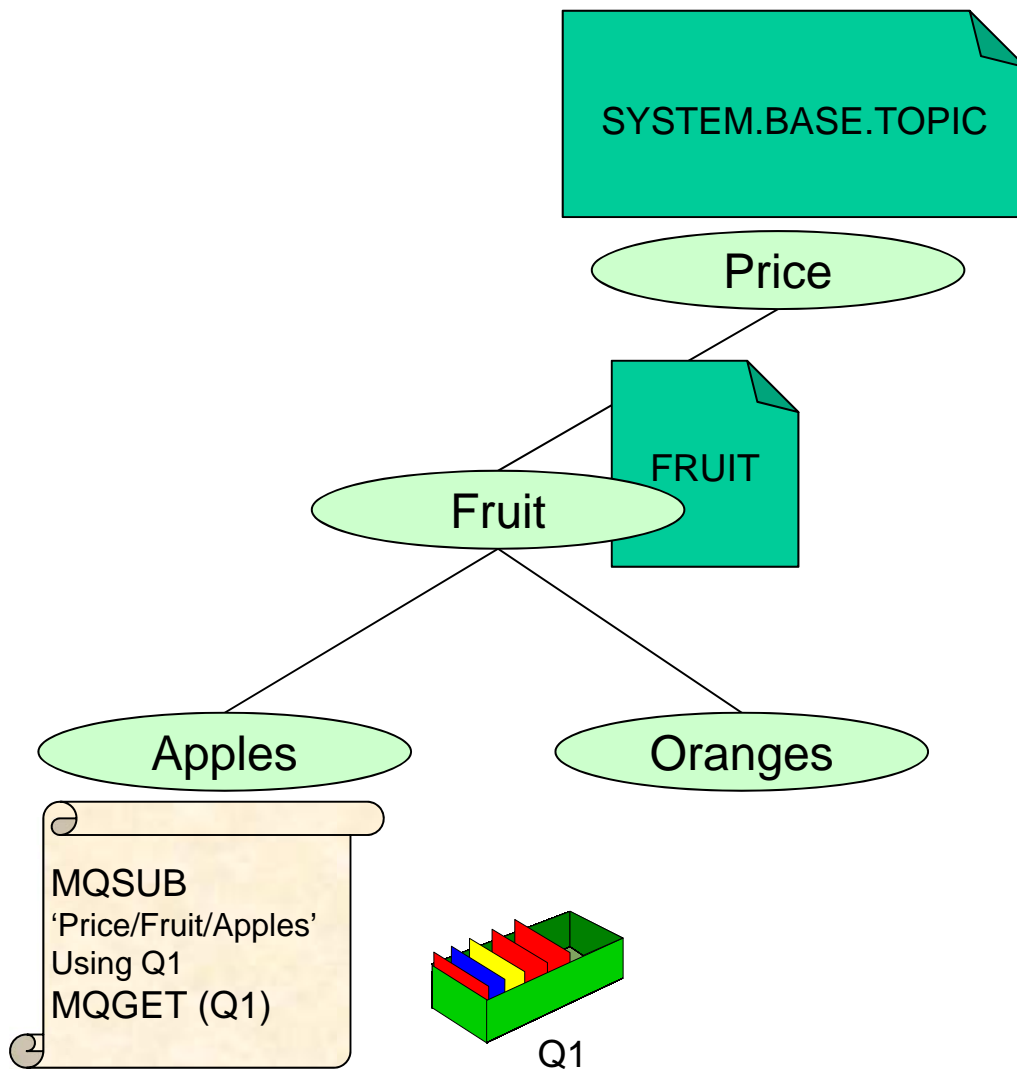 SYSTEM.BASE.TOPIC
Price
FRUIT
Fruit
Apples
Oranges
MQSUB
‘Price/Fruit/Apples’
Using Q1
MQGET (Q1)
Q1